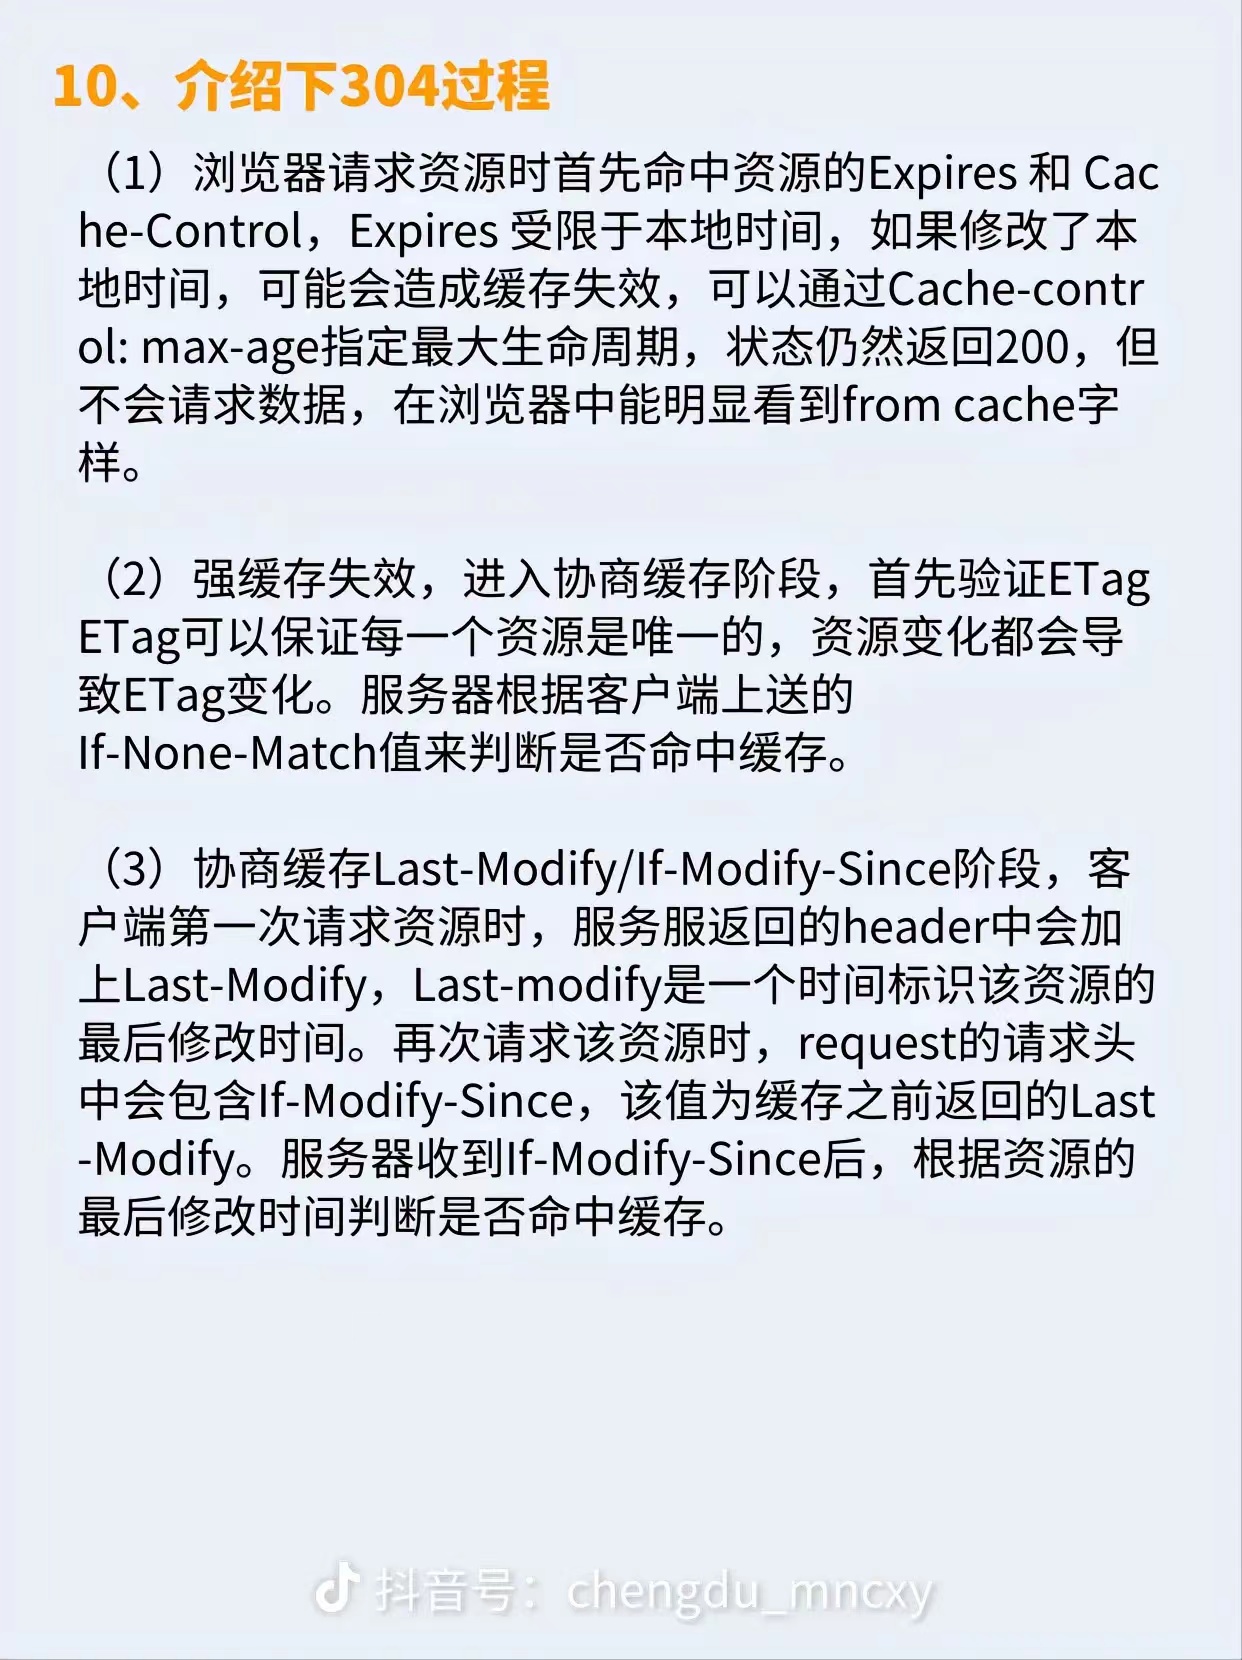 10、介绍下304过程
（1）浏览器请求资源时首先命中资源的Expires 和 Cac
he-Control，Expires 受限于本地时间，如果修改了本
地时间，可能会造成缓存失效，可以通过Cache-contr
ol: max-age指定最大生命周期，状态仍然返回200，但
不会请求数据，在浏览器中能明显看到from cache字
样。
（2）强缓存失效，进入协商缓存阶段，首先验证ETag
ETag可以保证每一个资源是唯一的，资源变化都会导
致ETag变化。服务器根据客户端上送的
If-None-Match值来判断是否命中缓存。
（3）协商缓存Last-Modify/If-Modify-Since阶段，客
户端第一次请求资源时，服务服返回的header中会加
上Last-Modify，Last-modify是一个时间标识该资源的
最后修改时间。再次请求该资源时，request的请求头
中会包含If-Modify-Since，该值为缓存之前返回的Last
-Modify。服务器收到If-Modify-Since后，根据资源的
最后修改时间判断是否命中缓存。
抖音号：chengdu_mncxy